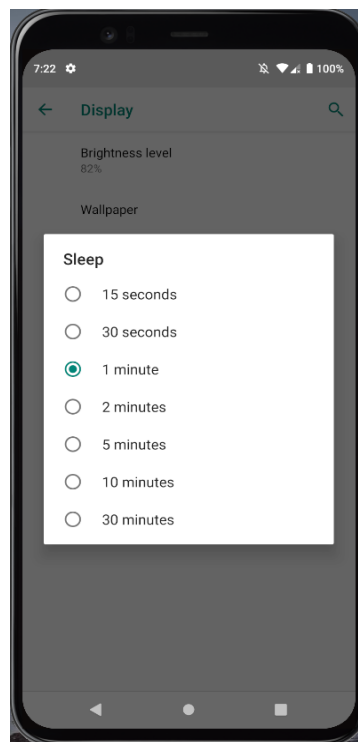 7:22
100%
Display
Brightness level
82%
Wallpaper
Sleep
15 seconds
30 seconds
1 minute
2 minutes
5 minutes
10 minutes
30 minutes